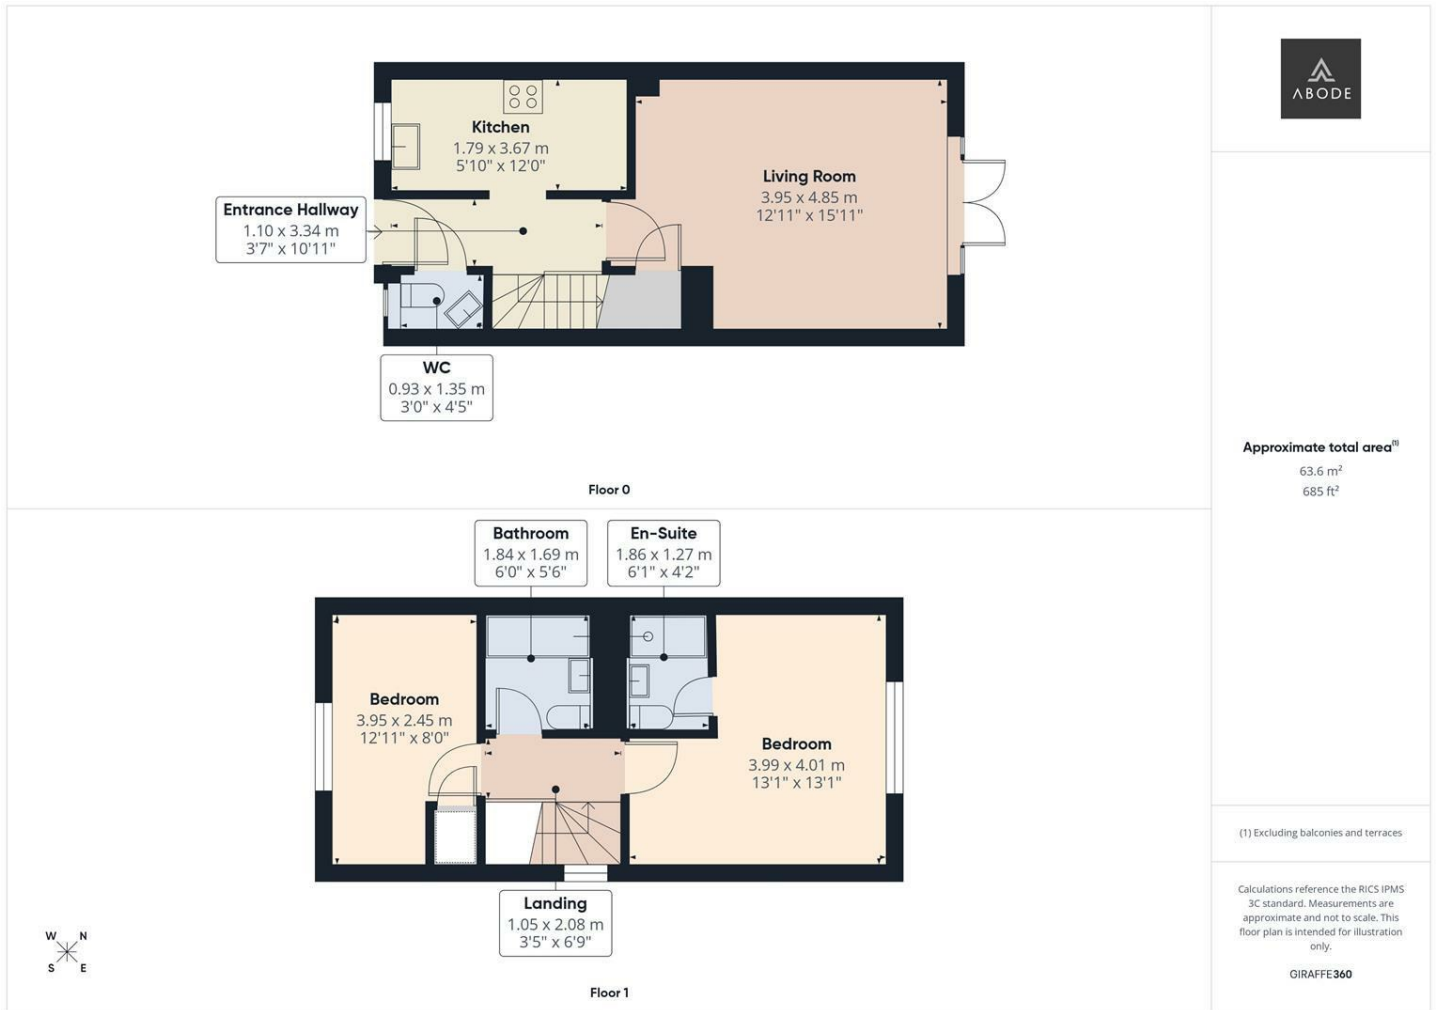 Kitchen
1.79 x 3.67 m
5'10" x 12'0"
Living Room
3.95 x 4.85 m
12'11" x 15'11"
Entrance Hallway
1.10 x 3.34 m
3'7" x 10'11"
WC
0.93 x 1.35 m
3'0" x 4'5"
Floor 0
Bathroom
1.84 x 1.69 m
6'0" x 5'6"
En-Suite
1.86 x 1.27 m
6'1" x 4'2"
Bedroom
3.95 x 2.45 m
12'11" x 8'0"
Bedroom
3.99 x 4.01 m
13'1" x 13'1"
Landing
1.05 x 2.08 m
3'5" x 6'9"
W N
S E
Floor 1
ABODE
Approximate total area(1)
63.6 m²
685 ft²
(1) Excluding balconies and terraces
Calculations reference the RICS IPMS
3C standard. Measurements are
approximate and not to scale. This
floor plan is intended for illustration
only.
GIRAFFE360